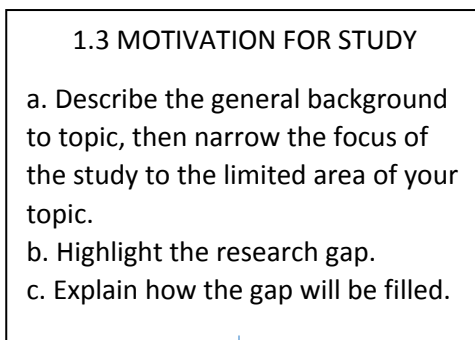 1.3 MOTIVATION FOR STUDY
a. Describe the general background
to topic, then narrow the focus of
the study to the limited area of your
topic.
b. Highlight the research gap.
c. Explain how the gap will be filled.